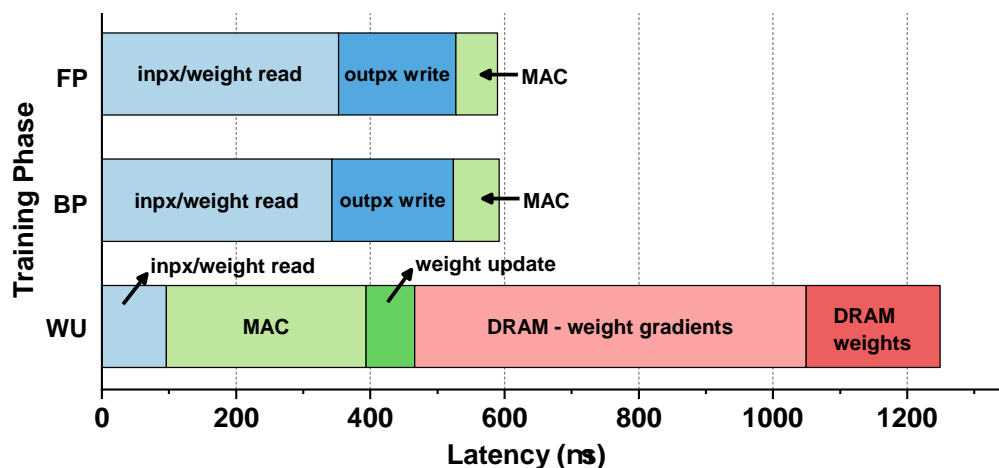 Training Phase
FP
inpx/weight read
outpx write
MAC
BP
inpx/weight read
outpx write
MAC
inpx/weight read
weight update
WU
MAC
DRAM - weight gradients
DRAM
weights
0
200
400
600
800
1000
1200
Latency (ns)